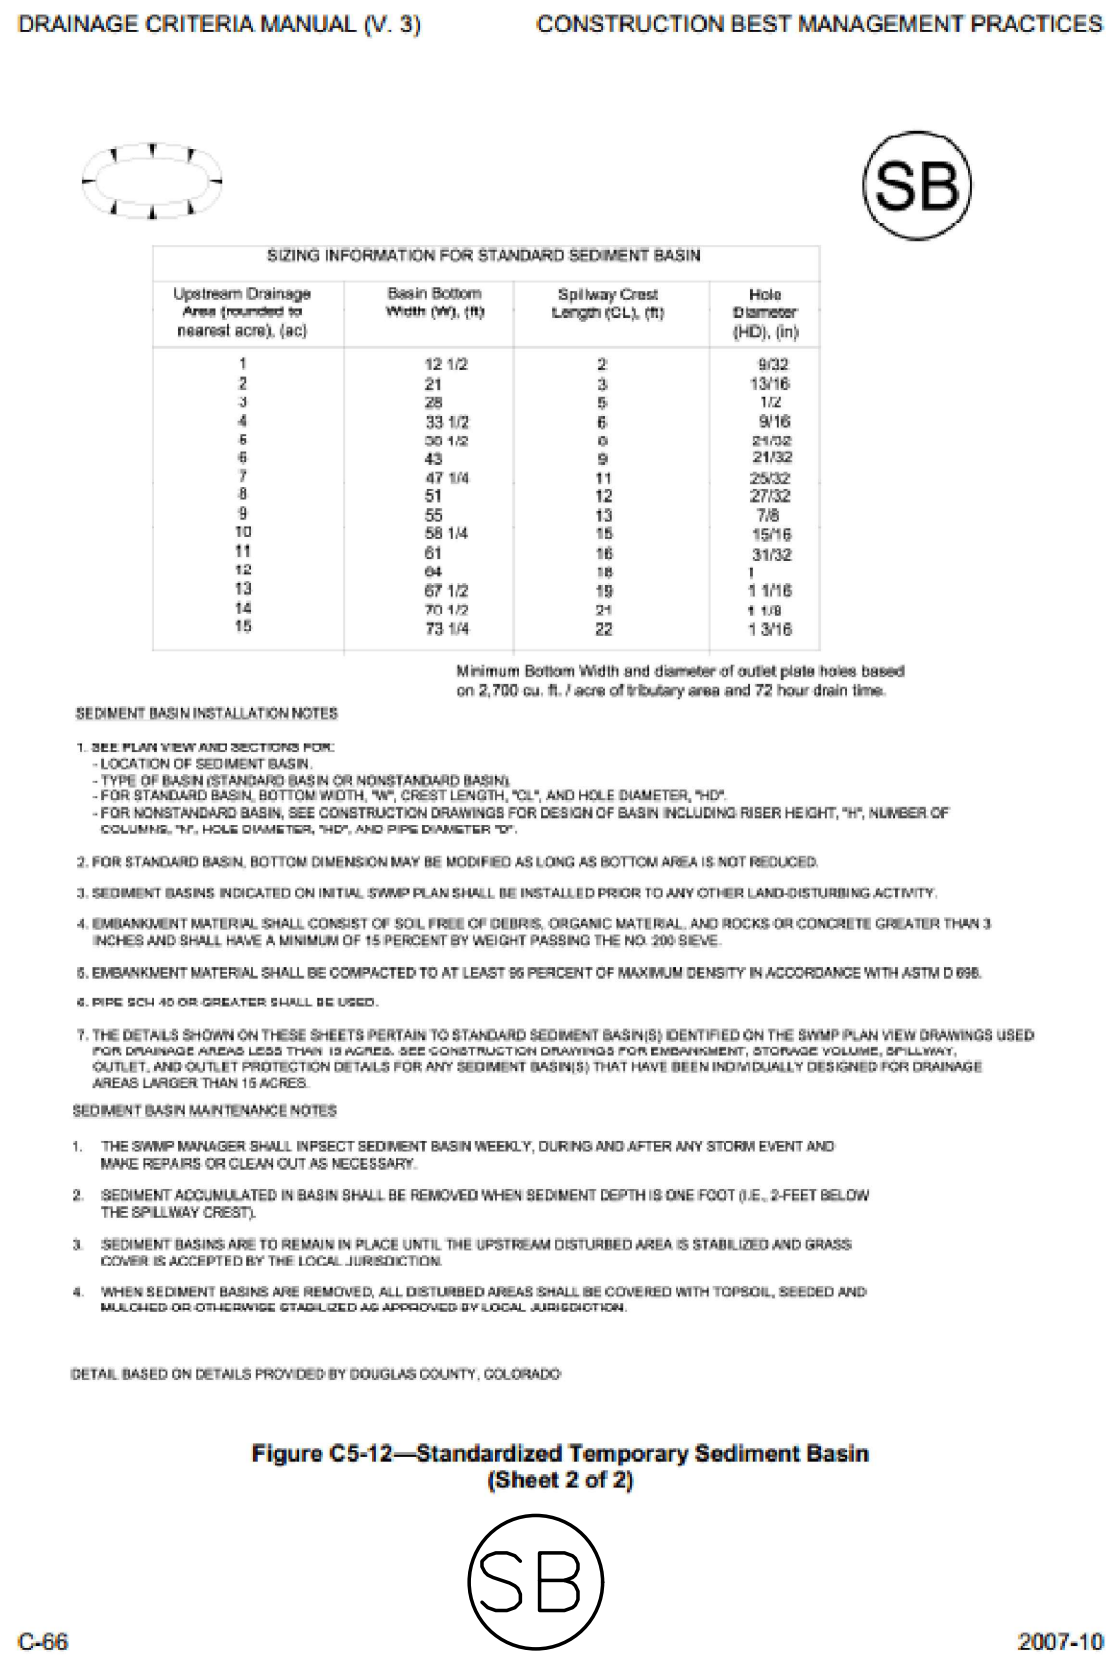 DRAINAGE CRITERIA MANUAL (V. 3) CONSTRUCTION BEST MANAGEMENT PRACTICES
SB
SIZING INFORMATION FOR STANDARD SEDIMENT BASIN
Upstream Drainage Area (rounded to nearest acre), (ac) Basin Bottom Width (W), (ft) Spillway Crest Length (CL), (ft) Hole Diameter (HD), (in)
1 12 1/2 2 9/32
2 21 3 13/16
3 28 5 1/2
4 33 1/2 6 9/16
5 38 1/2 8 21/32
6 43 9 21/32
7 47 1/4 11 25/32
8 51 12 27/32
9 55 13 7/8
10 58 1/4 15 15/16
11 61 16 31/32
12 64 18 1
13 67 1/2 19 1 1/16
14 70 1/2 21 1 1/8
15 73 1/4 22 1 3/16
Minimum Bottom Width and diameter of outlet plate holes based
on 2,700 cu. ft. / acre of tributary area and 72 hour drain time.
SEDIMENT BASIN INSTALLATION NOTES
1. SEE PLAN VIEW AND SECTIONS FOR:
- LOCATION OF SEDIMENT BASIN.
- TYPE OF BASIN (STANDARD BASIN OR NONSTANDARD BASIN).
- FOR STANDARD BASIN, BOTTOM WIDTH, "W", CREST LENGTH, "CL", AND HOLE DIAMETER, "HD".
- FOR NONSTANDARD BASIN, SEE CONSTRUCTION DRAWINGS FOR DESIGN OF BASIN INCLUDING RISER HEIGHT, "H", NUMBER OF
COLUMNS, "N", HOLE DIAMETER, "HD", AND PIPE DIAMETER "D".
2. FOR STANDARD BASIN, BOTTOM DIMENSION MAY BE MODIFIED AS LONG AS BOTTOM AREA IS NOT REDUCED.
3. SEDIMENT BASINS INDICATED ON INITIAL SWMP PLAN SHALL BE INSTALLED PRIOR TO ANY OTHER LAND-DISTURBING ACTIVITY.
4. EMBANKMENT MATERIAL SHALL CONSIST OF SOIL FREE OF DEBRIS, ORGANIC MATERIAL, AND ROCKS OR CONCRETE GREATER THAN 3
INCHES AND SHALL HAVE A MINIMUM OF 15 PERCENT BY WEIGHT PASSING THE NO. 200 SIEVE.
5. EMBANKMENT MATERIAL SHALL BE COMPACTED TO AT LEAST 95 PERCENT OF MAXIMUM DENSITY IN ACCORDANCE WITH ASTM D 698.
6. PIPE SCH 40 OR GREATER SHALL BE USED.
7. THE DETAILS SHOWN ON THESE SHEETS PERTAIN TO STANDARD SEDIMENT BASIN(S) IDENTIFIED ON THE SWMP PLAN VIEW DRAWINGS USED
FOR DRAINAGE AREAS LESS THAN 15 ACRES. SEE CONSTRUCTION DRAWINGS FOR EMBANKMENT, STORAGE VOLUME, SPILLWAY,
OUTLET, AND OUTLET PROTECTION DETAILS FOR ANY SEDIMENT BASIN(S) THAT HAVE BEEN INDIVIDUALLY DESIGNED FOR DRAINAGE
AREAS LARGER THAN 15 ACRES.
SEDIMENT BASIN MAINTENANCE NOTES
1. THE SWMP MANAGER SHALL INPSECT SEDIMENT BASIN WEEKLY, DURING AND AFTER ANY STORM EVENT AND
MAKE REPAIRS OR CLEAN OUT AS NECESSARY.
2. SEDIMENT ACCUMULATED IN BASIN SHALL BE REMOVED WHEN SEDIMENT DEPTH IS ONE FOOT (I.E., 2-FEET BELOW
THE SPILLWAY CREST).
3. SEDIMENT BASINS ARE TO REMAIN IN PLACE UNTIL THE UPSTREAM DISTURBED AREA IS STABILIZED AND GRASS
COVER IS ACCEPTED BY THE LOCAL JURISDICTION.
4. WHEN SEDIMENT BASINS ARE REMOVED, ALL DISTURBED AREAS SHALL BE COVERED WITH TOPSOIL, SEEDED AND
MULCHED OR OTHERWISE STABILIZED AS APPROVED BY LOCAL JURISDICTION.
DETAIL BASED ON DETAILS PROVIDED BY DOUGLAS COUNTY, COLORADO
Figure C5-12—Standardized Temporary Sediment Basin
(Sheet 2 of 2)
SB
C-66 2007-10